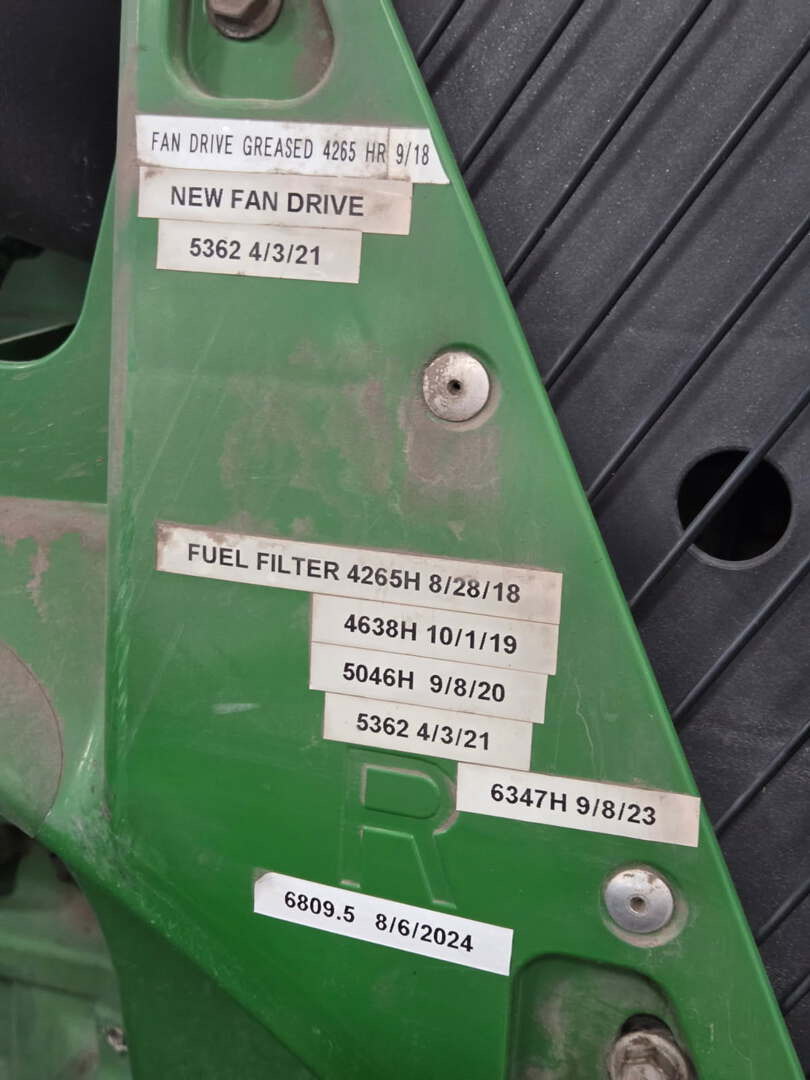 FAN DRIVE GREASED 4265 HR 9/18
NEW FAN DRIVE
5362 4/3/21
FUEL FILTER 4265H 8/28/18
4638H 10/1/19
5046H 9/8/20
5362 4/3/21
R
6347H 9/8/23
6809.5 8/6/2024